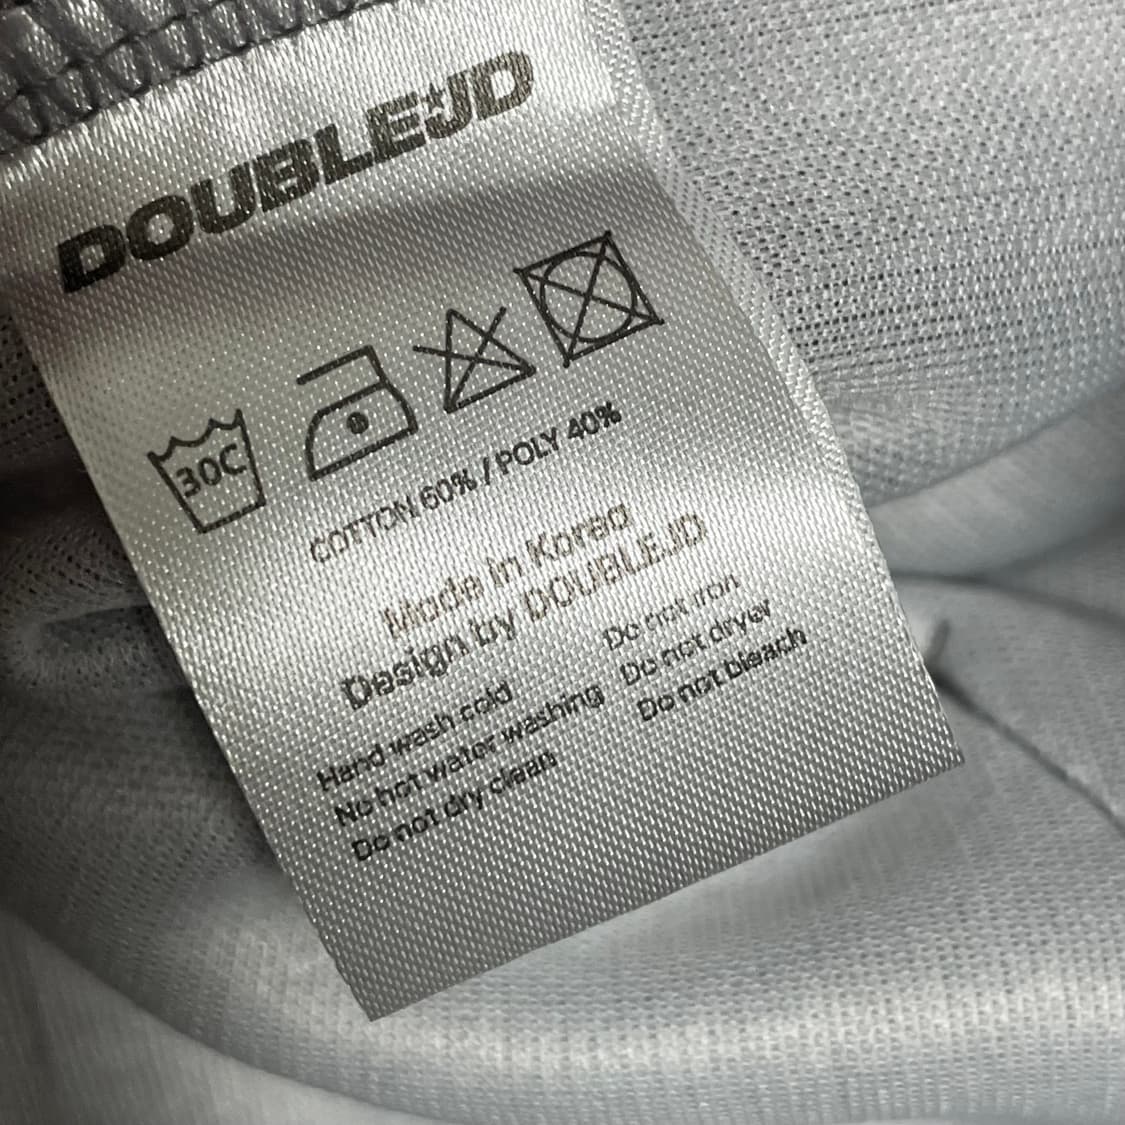 DOUBLEJD
30C
COTTON 60% / POLY 40%
Made in Korea
Design by DOUBLEJD
Hand wash cold
No hot water washing
Do not dry clean
Do not iron
Do not dryer
Do not bleach